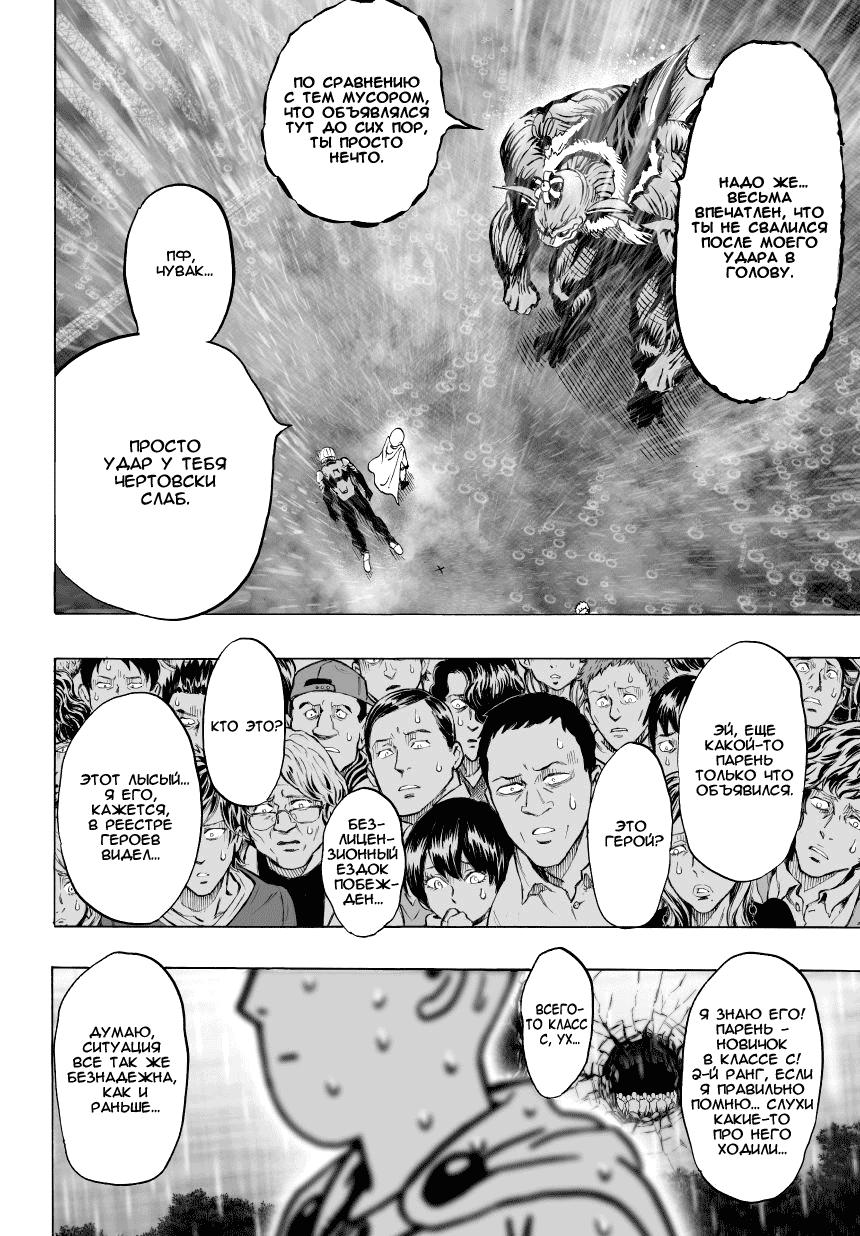 НАДО ЖЕ...
ВЕСЬМА
ВПЕЧАТЛЕН, ЧТО
ТЫ НЕ СВАЛИЛСЯ
ПОСЛЕ МОЕГО
УДАРА В
ГОЛОВУ.
ПО СРАВНЕНИЮ
С ТЕМ МУСОРОМ,
ЧТО ОБЪЯВЛЯЛСЯ
ТУТ ДО СИХ ПОР,
ТЫ ПРОСТО
НЕЧТО.
ПФ,
ЧУВАК...
ПРОСТО
УДАР У ТЕБЯ
ЧЕРТОВСКИ
СЛАБ.
ЭЙ, ЕЩЕ
КАКОЙ-ТО
ПАРЕНЬ
ТОЛЬКО ЧТО
ОБЪЯВИЛСЯ.
ЭТО
ГЕРОЙ?
БЕЗ-
ЛИЦЕН-
ЗИОННЫЙ
ЕЗДОК
ПОБЕЖ-
ДЕН...
КТО ЭТО?
ЭТОТ ЛЫСЫЙ...
Я ЕГО,
КАЖЕТСЯ,
В РЕЕСТРЕ
ГЕРОЕВ
ВИДЕЛ...
Я ЗНАЮ ЕГО!
ПАРЕНЬ -
НОВИЧОК
В КЛАССЕ С!
2-Й РАНГ, ЕСЛИ
Я ПРАВИЛЬНО
ПОМНЮ... СЛУХИ
КАКИЕ-ТО
ПРО НЕГО
ХОДИЛИ...
ВСЕГО-
ТО КЛАСС
С, УХ...
ДУМАЮ,
СИТУАЦИЯ
ВСЕ ТАК ЖЕ
БЕЗНАДЕЖНА,
КАК И
РАНЬШЕ...